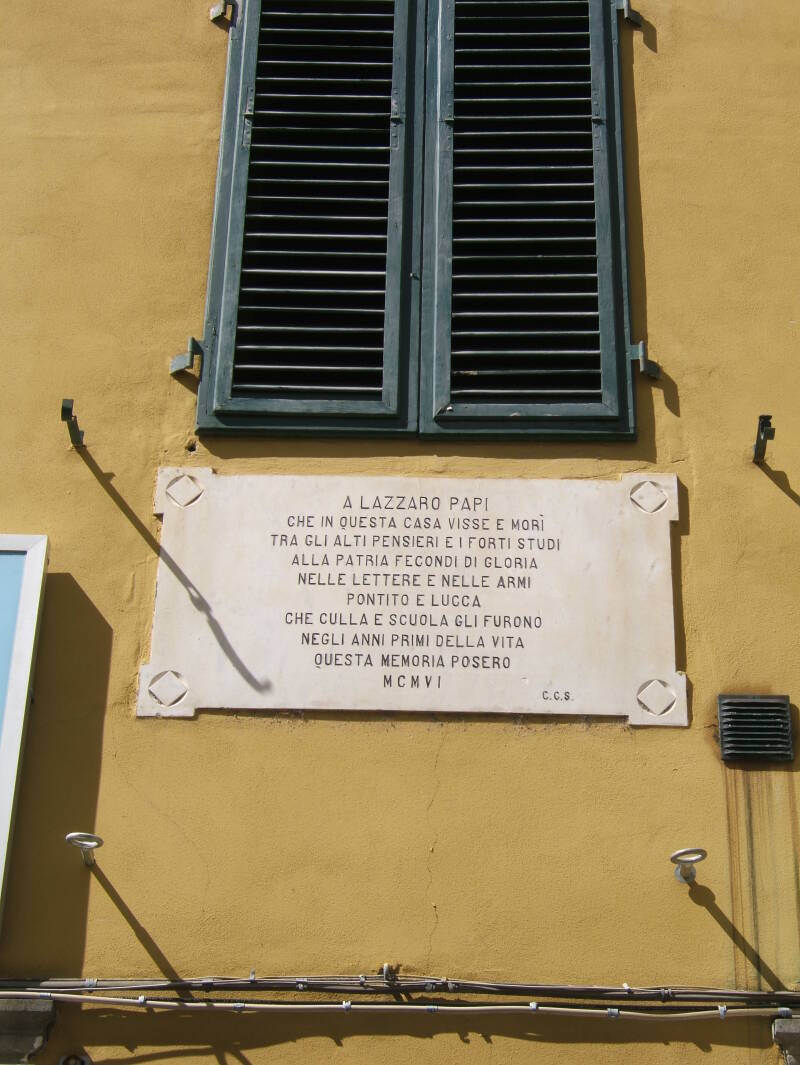 A LAZZARO PAPI
CHE IN QUESTA CASA VISSE E MORÌ
TRA GLI ALTI PENSIERI E I FORTI STUDI
ALLA PATRIA FECONDI DI GLORIA
NELLE LETTERE E NELLE ARMI
PONTITO E LUCCA
CHE CULLA E SCUOLA GLI FURONO
NEGLI ANNI PRIMI DELLA VITA
QUESTA MEMORIA POSERO
MCMVI
C.C.S.